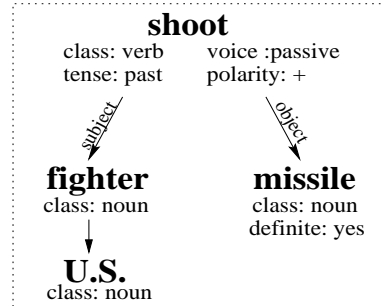 shoot
class: verb voice :passive
tense: past polarity: +
subject object
fighter missile
class: noun class: noun
definite: yes
U.S.
class: noun